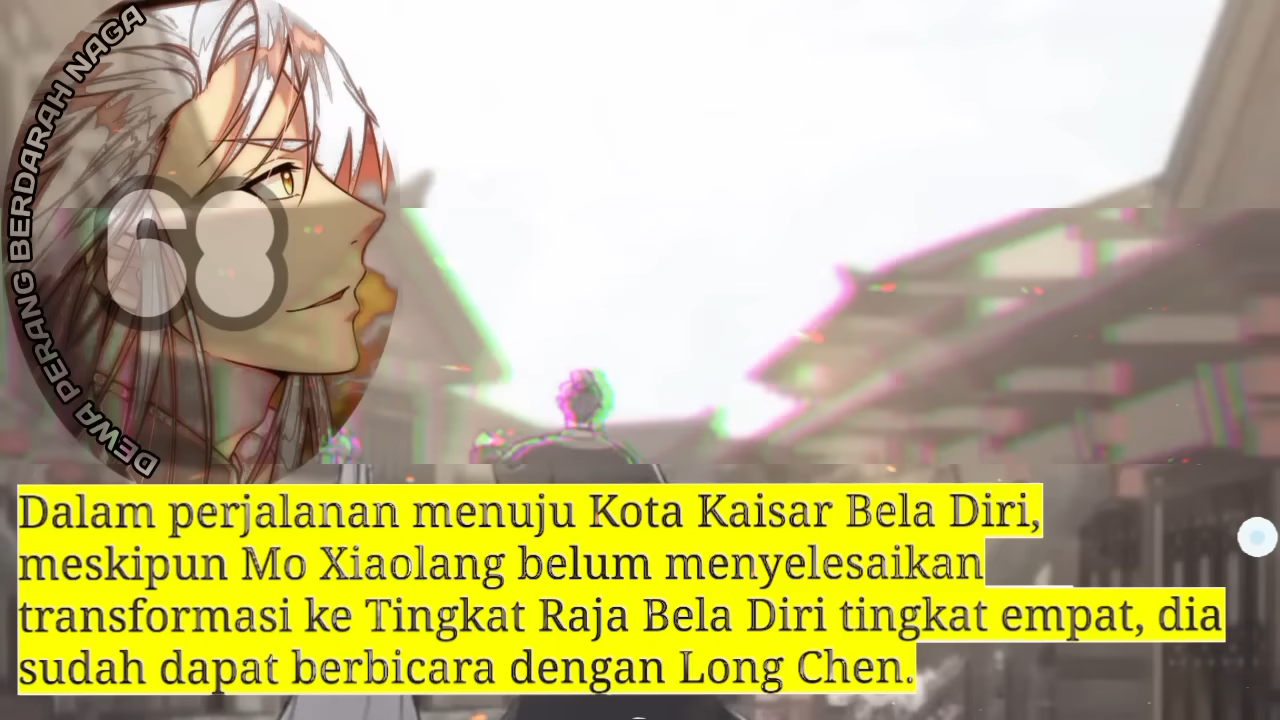 DEWA PERANG BERDARAH NAGA
68
Dalam perjalanan menuju Kota Kaisar Bela Diri,
meskipun Mo Xiaolang belum menyelesaikan
transformasi ke Tingkat Raja Bela Diri tingkat empat, dia
sudah dapat berbicara dengan Long Chen.